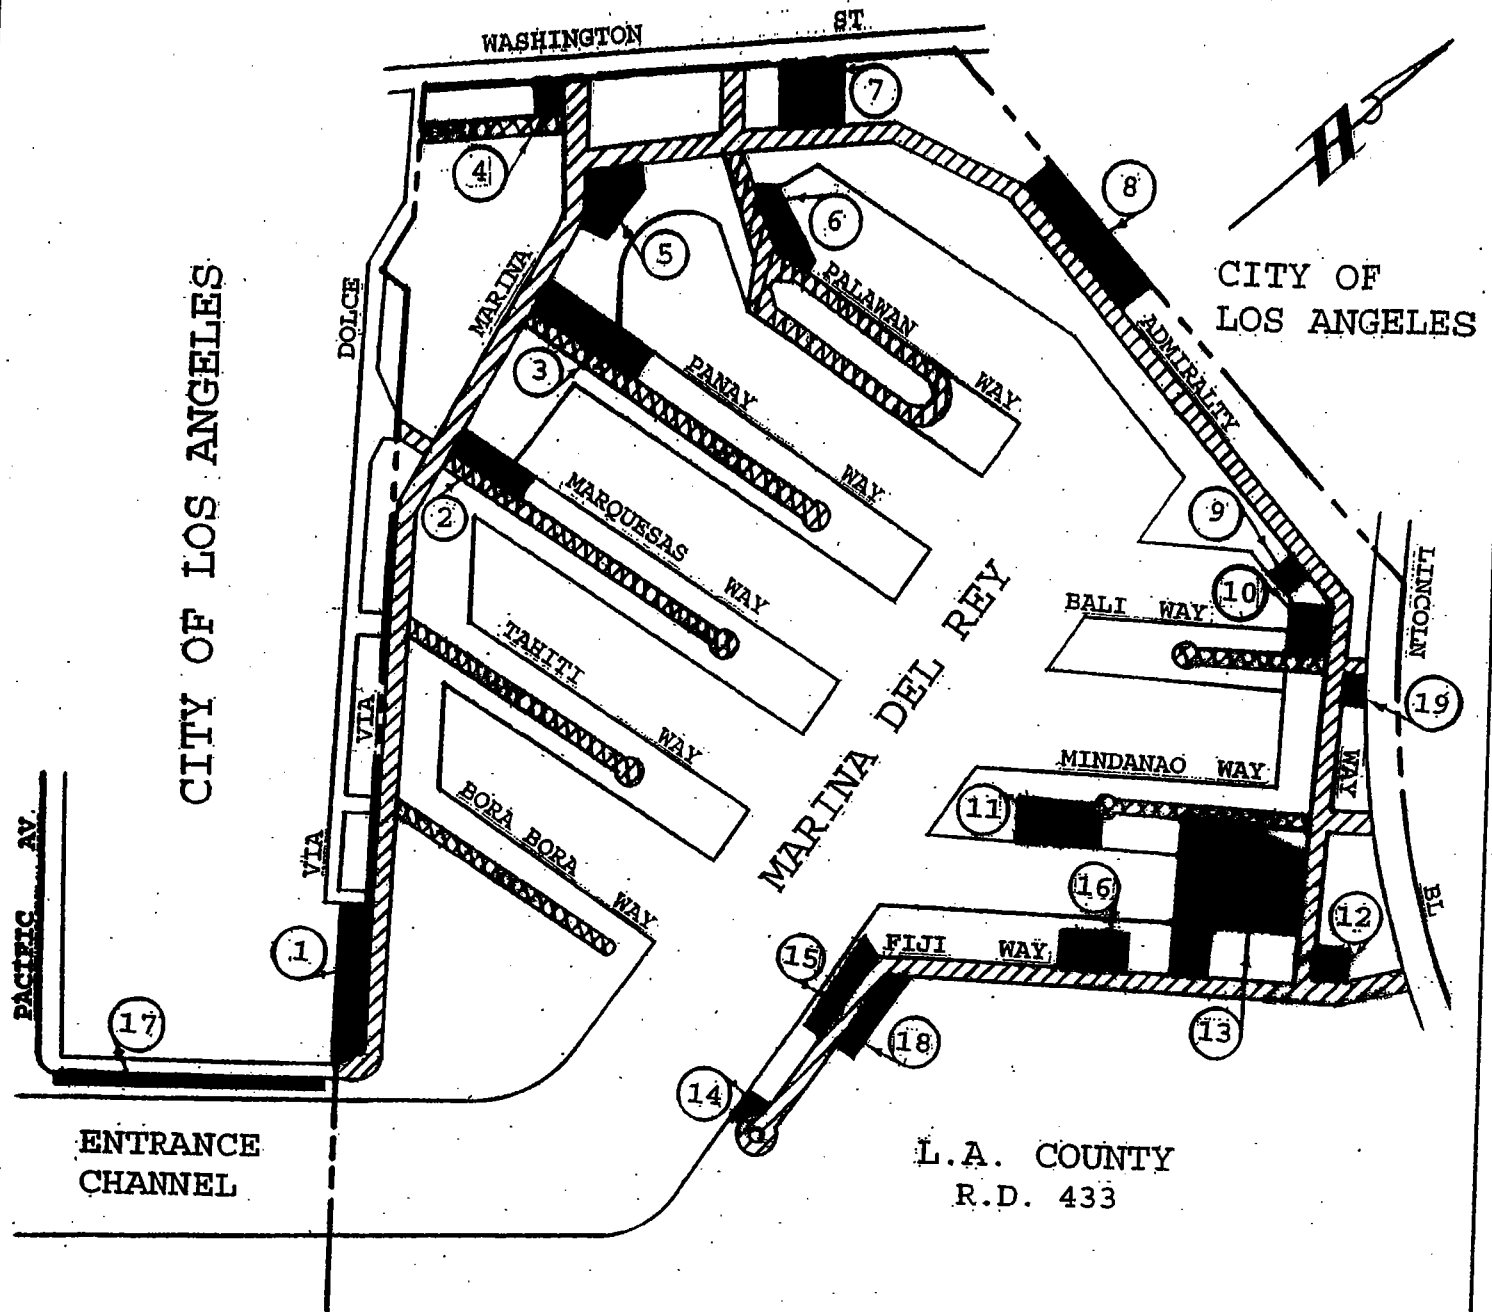 WASHINGTON ST
7
4
8
6
5
CITY OF
LOS ANGELES
MARINA
PALAWAN WAY
DOLCE
ADMIRALTY
3
PANAY WAY
CITY OF LOS ANGELES
2
MARQUESAS WAY
9
10
BALI WAY
LINCOLN
TAHITI WAY
MARINA DEL REY
19
VIA
MINDANAO WAY
WAY
BORA BORA WAY
11
VIA
16
12
BL
PACIFIC AV.
1
15
FIJI WAY
17
13
18
14
ENTRANCE
CHANNEL
L.A. COUNTY
R.D. 433